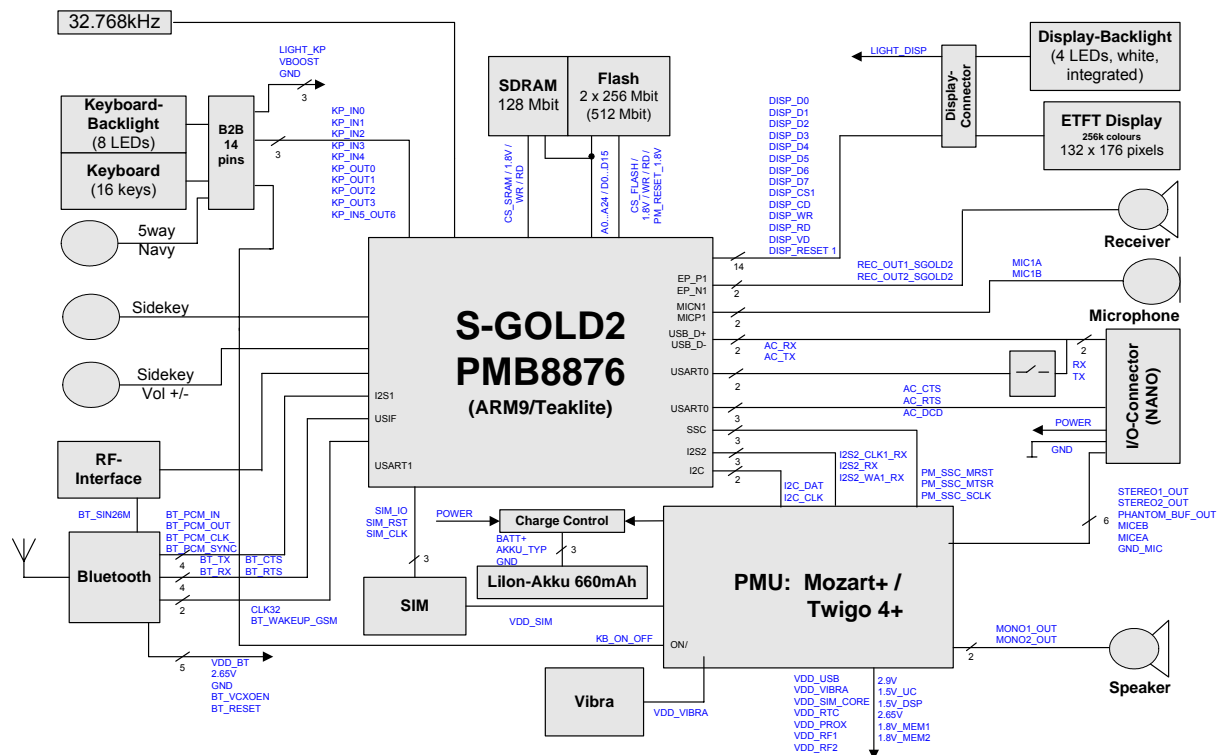 32.768kHz
LIGHT_KP
VBOOST
GND
3
Keyboard-
Backlight
(8 LEDs)
Keyboard
(16 keys)
B2B
14
pins
3
KP_IN0
KP_IN1
KP_IN2
KP_IN3
KP_IN4
KP_OUT0
KP_OUT1
KP_OUT2
KP_OUT3
KP_IN5_OUT6
5way
Navy
Sidekey
Sidekey
Vol +/-
SDRAM
128 Mbit
Flash
2 x 256 Mbit
(512 Mbit)
CS_SRAM / 1.8V /
WR / RD
A0...A24 / D0...D15
CS_FLASH /
1.8V / WR / RD /
PM_RESET_1.8V
LIGHT_DISP
Display-
Connector
Display-Backlight
(4 LEDs, white,
integrated)
ETFT Display
256k colours
132 x 176 pixels
DISP_D0
DISP_D1
DISP_D2
DISP_D3
DISP_D4
DISP_D5
DISP_D6
DISP_D7
DISP_CS1
DISP_CD
DISP_WR
DISP_RD
DISP_VD
DISP_RESET 1
14
S-GOLD2
PMB8876
(ARM9/Teaklite)
EP_P1
EP_N1
2
REC_OUT1_SGOLD2
REC_OUT2_SGOLD2
Receiver
MICN1
MICP1
2
MIC1A
MIC1B
Microphone
USB_D+
USB_D-
2
AC_RX
AC_TX
2
RX
TX
USART0
2
USART0
3
AC_CTS
AC_RTS
AC_DCD
POWER
GND
I/O-Connector
(NANO)
SSC
3
I2S2
3
I2C
2
I2S2_CLK1_RX
I2S2_RX
I2S2_WA1_RX
I2C_DAT
I2C_CLK
PM_SSC_MRST
PM_SSC_MTSR
PM_SSC_SCLK
STEREO1_OUT
STEREO2_OUT
PHANTOM_BUF_OUT
MICEB
MICEA
GND_MIC
6
I2S1
USIF
USART1
RF-
Interface
BT_SIN26M
Bluetooth
BT_PCM_IN
BT_PCM_OUT
BT_PCM_CLK_
BT_PCM_SYNC
4
BT_TX BT_CTS
BT_RX BT_RTS
4
2
CLK32
BT_WAKEUP_GSM
5
VDD_BT
2.65V
GND
BT_VCXOEN
BT_RESET
SIM_IO
SIM_RST
SIM_CLK
3
SIM
VDD_SIM
POWER
Charge Control
BATT+
AKKU_TYP
GND
3
LiIon-Akku 660mAh
PMU: Mozart+ /
Twigo 4+
KB_ON_OFF
ON/
Vibra
VDD_VIBRA
MONO1_OUT
MONO2_OUT
2
Speaker
VDD_USB
VDD_VIBRA
VDD_SIM_CORE
VDD_RTC
VDD_PROX
VDD_RF1
VDD_RF2
2.9V
1.5V_UC
1.5V_DSP
2.65V
1.8V_MEM1
1.8V_MEM2